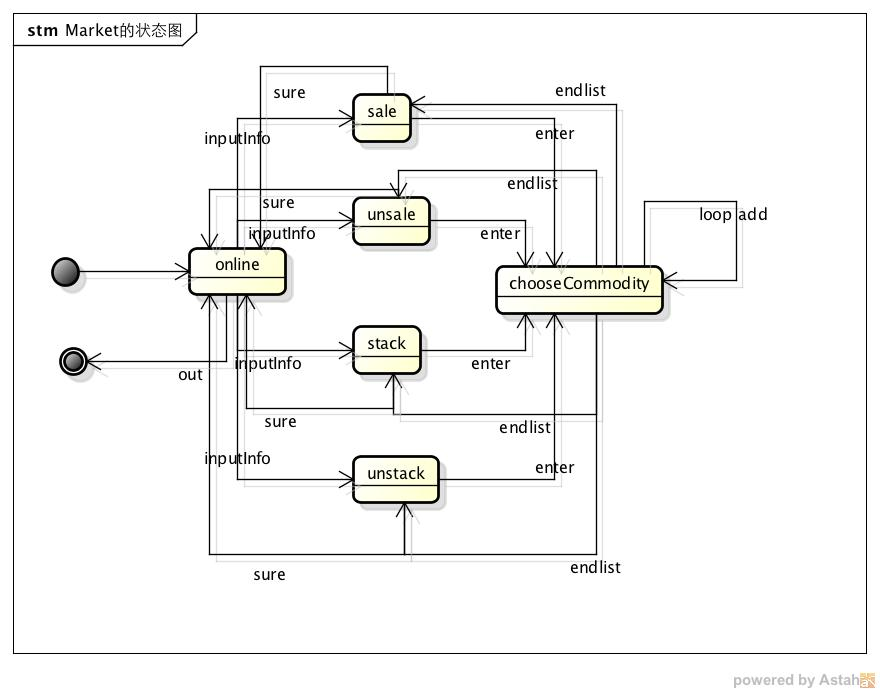 stm Market的状态图
sure
endlist
sale
enter
inputInfo
endlist
sure
unsale
loop add
inputInfo
enter
online
chooseCommodity
stack
inputInfo
enter
out
sure
endlist
inputInfo
unstack
enter
sure
endlist
powered by Astah